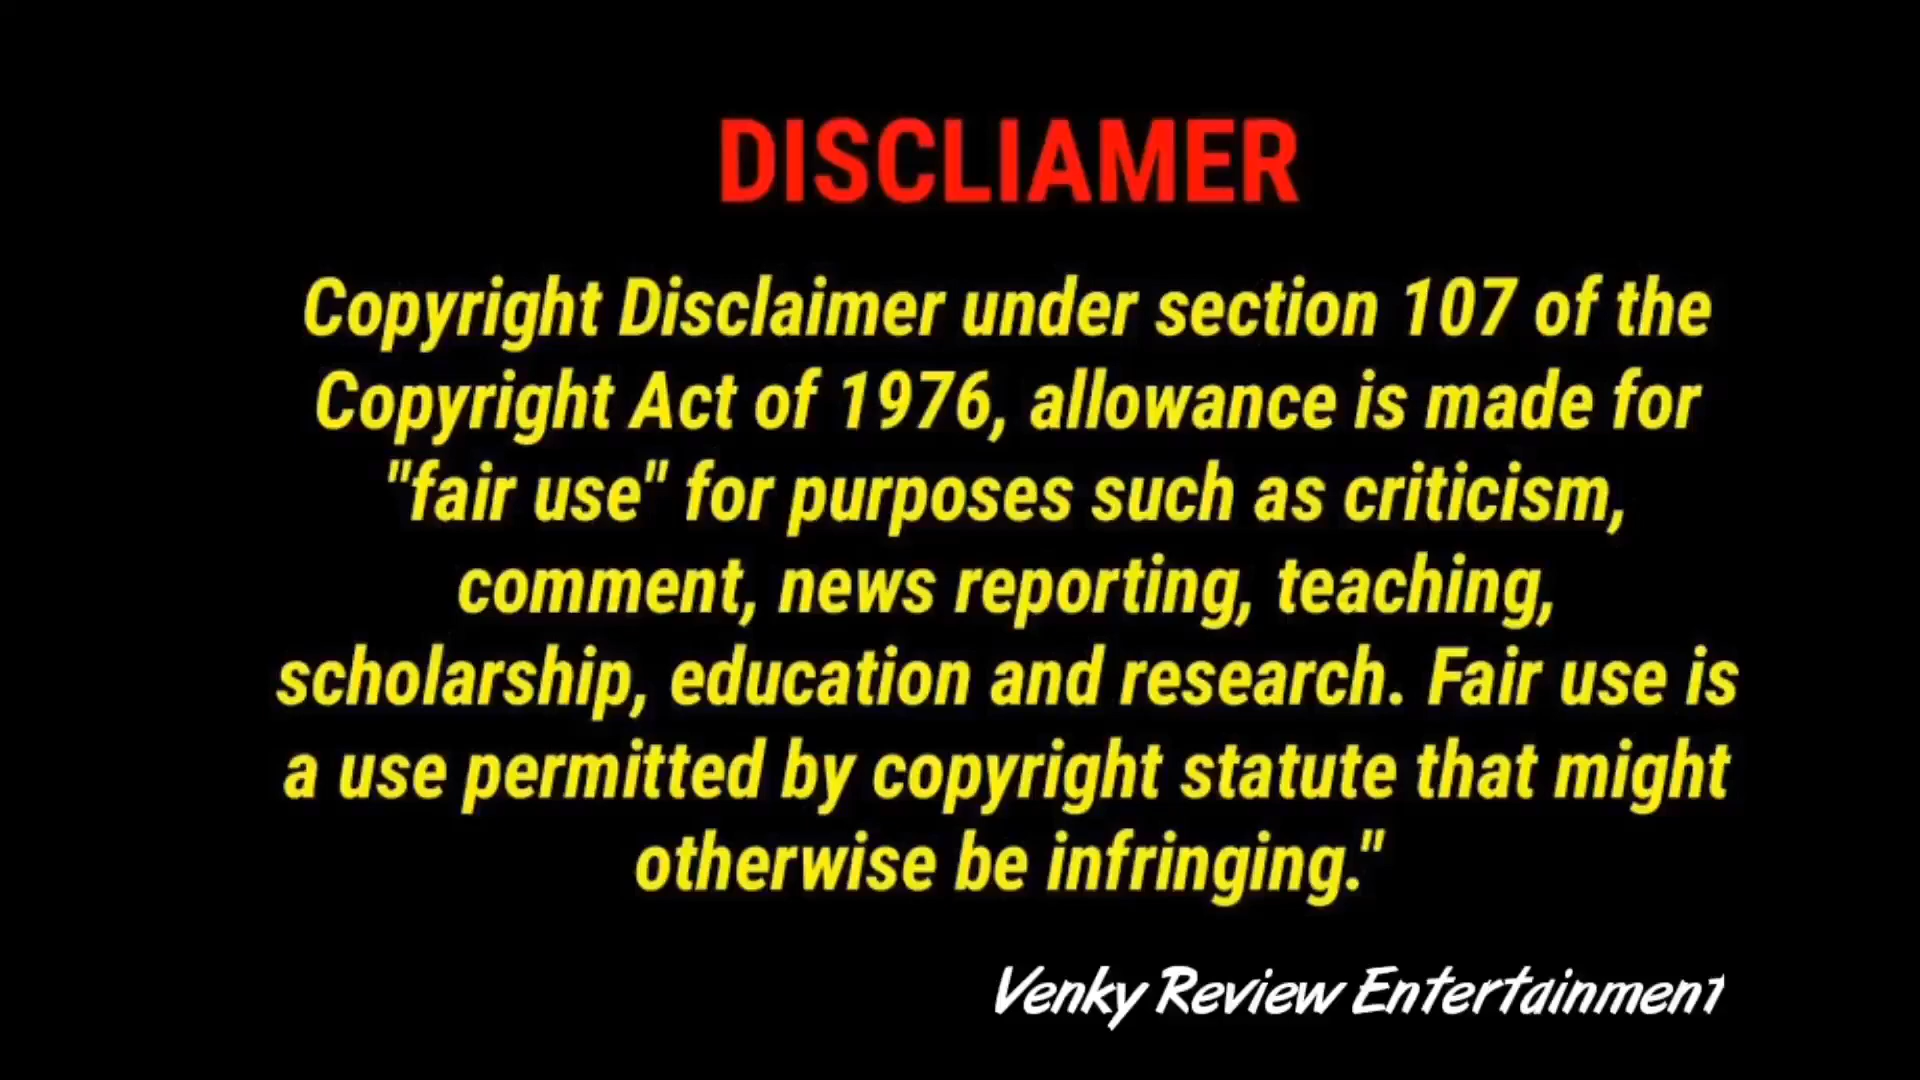 DISCLIAMER
Copyright Disclaimer under section 107 of the
Copyright Act of 1976, allowance is made for
"fair use" for purposes such as criticism,
comment, news reporting, teaching,
scholarship, education and research. Fair use is
a use permitted by copyright statute that might
otherwise be infringing."
Venky Review Entertainment